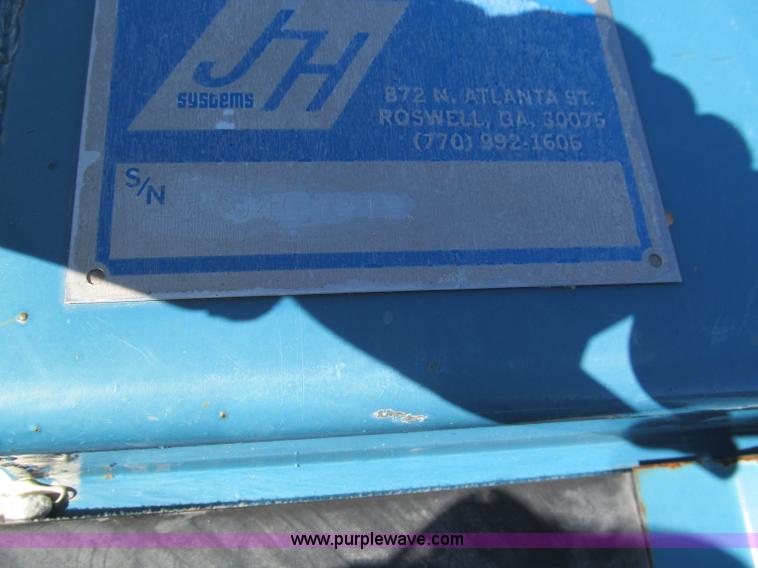 JH
systems
872 N. ATLANTA ST.
ROSWELL, GA. 30075
(770) 992-1606
S/N
www.purplewave.com